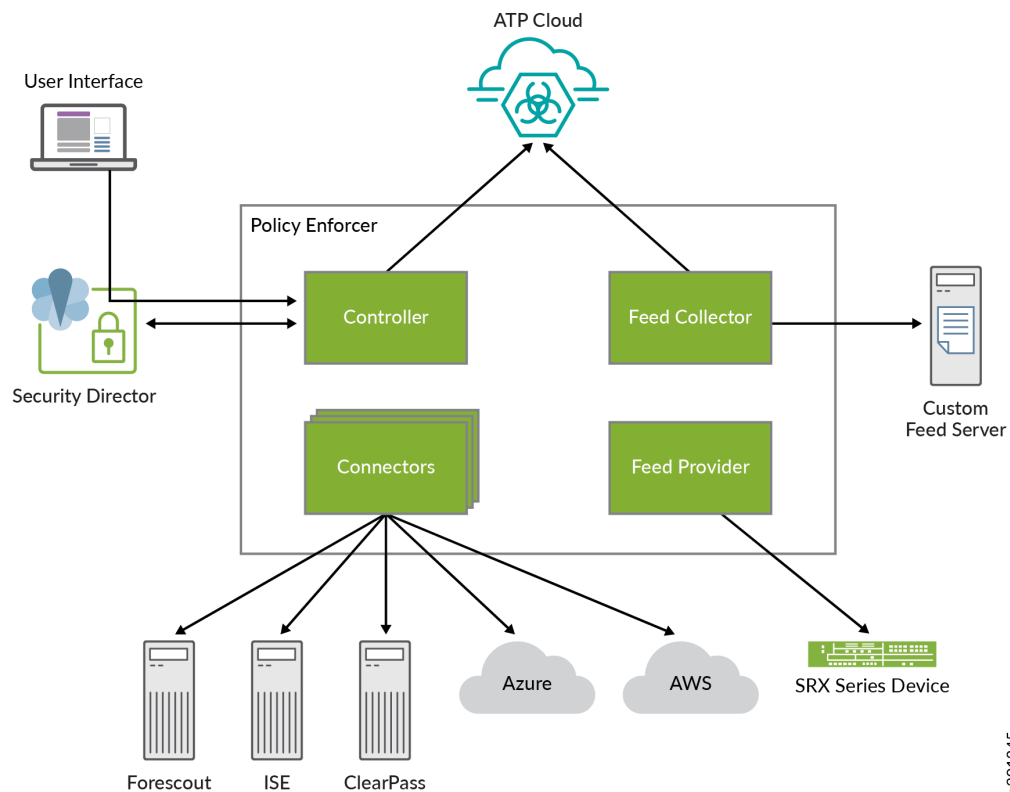 ATP Cloud
User Interface
Policy Enforcer
Controller
Feed Collector
Security Director
Custom
Feed Server
Connectors
Feed Provider
Azure
AWS
SRX Series Device
Forescout
ISE
ClearPass